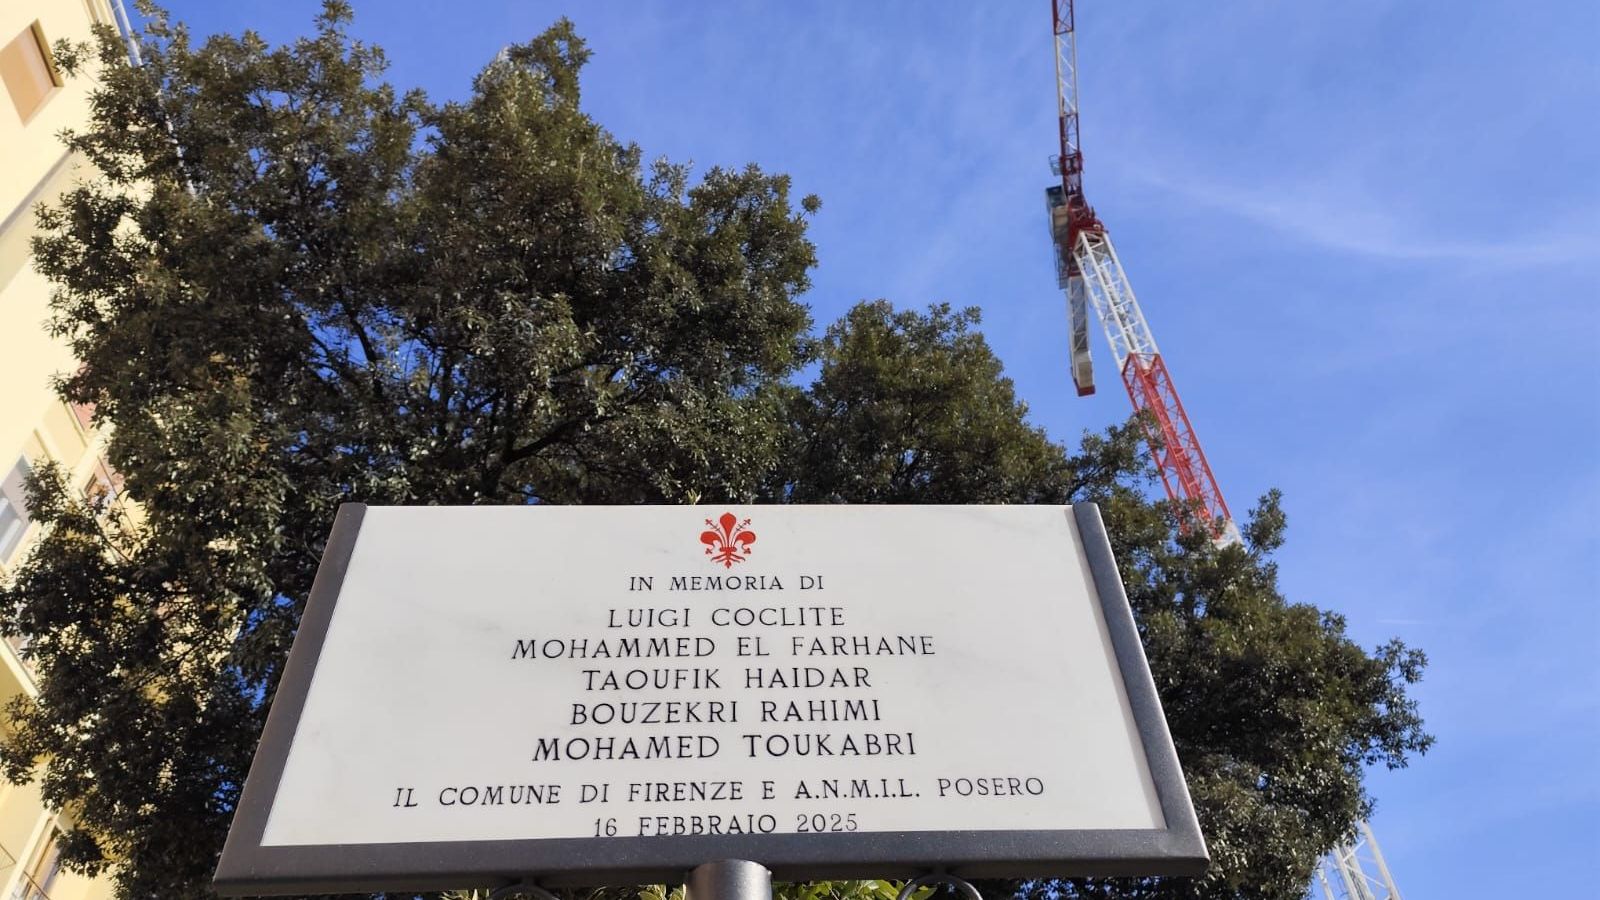 IN MEMORIA DI
LUIGI COCLITE
MOHAMMED EL FARHANE
TAOUFIK HAIDAR
BOUZEKRI RAHIMI
MOHAMED TOUKABRI
IL COMUNE DI FIRENZE E A.N.M.I.L. POSERO
16 FEBBRAIO 2025